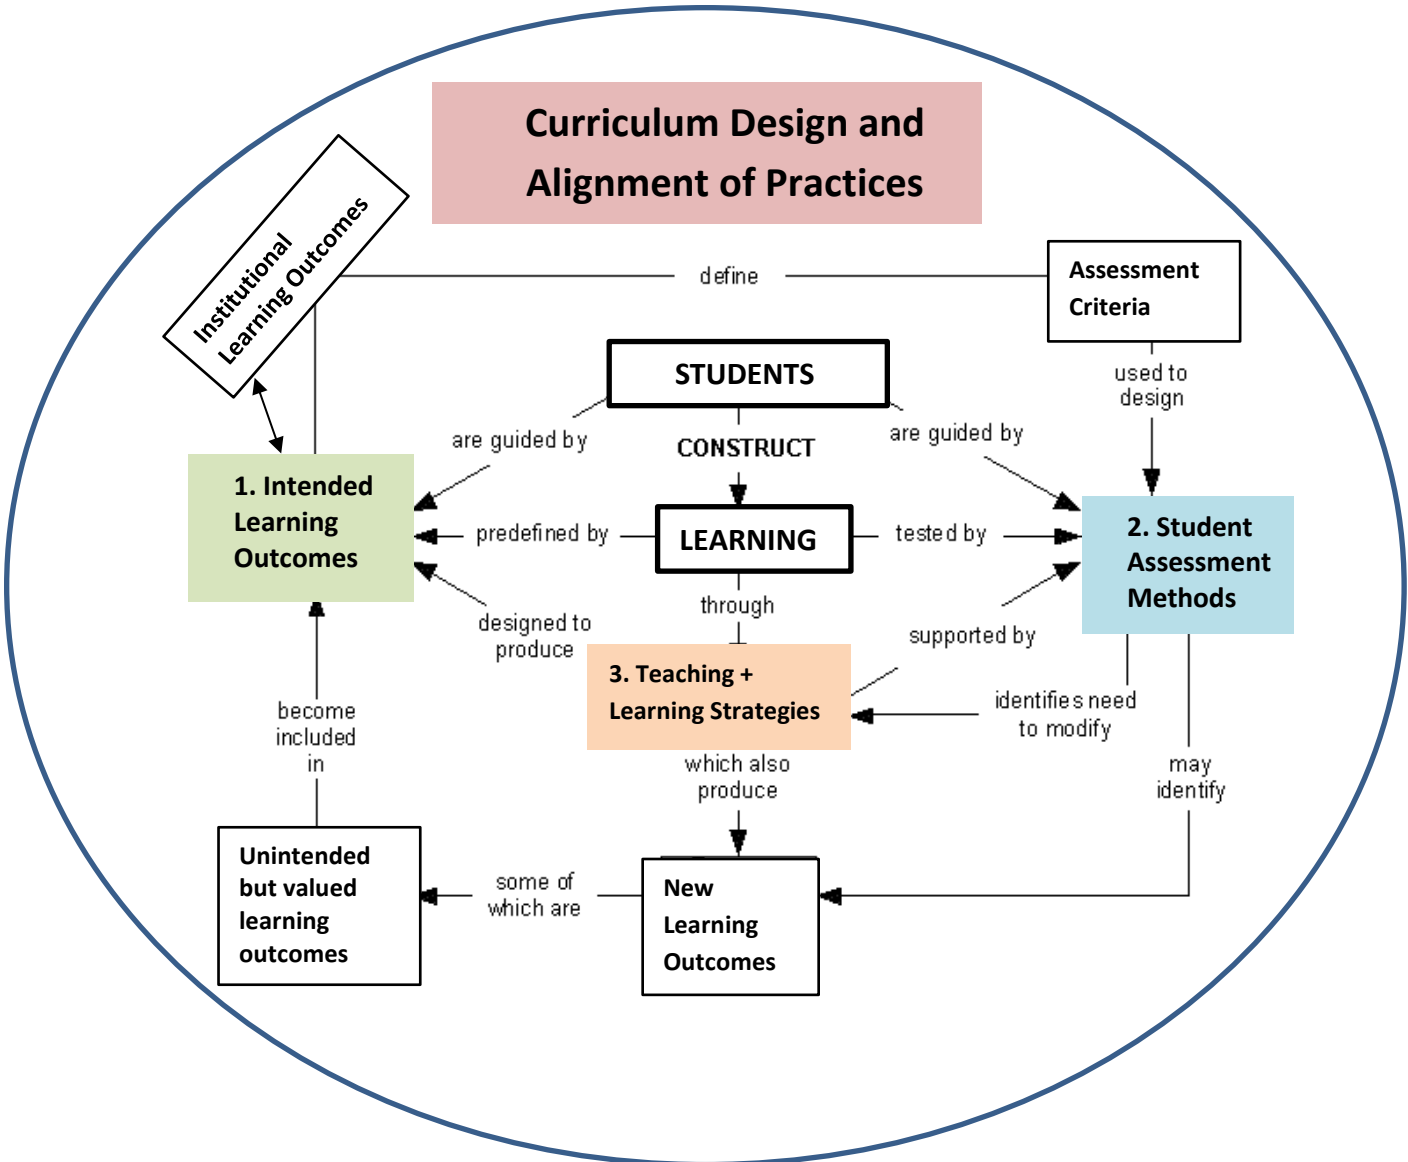 Curriculum Design and
Alignment of Practices
Institutional
Learning Outcomes
define
Assessment
Criteria
STUDENTS
used to
design
are guided by
CONSTRUCT
are guided by
1. Intended
Learning
Outcomes
predefined by
LEARNING
tested by
2. Student
Assessment
Methods
designed to
produce
through
supported by
3. Teaching +
Learning Strategies
identifies need
to modify
become
included
in
which also
produce
may
identify
Unintended
but valued
learning
outcomes
some of
which are
New
Learning
Outcomes